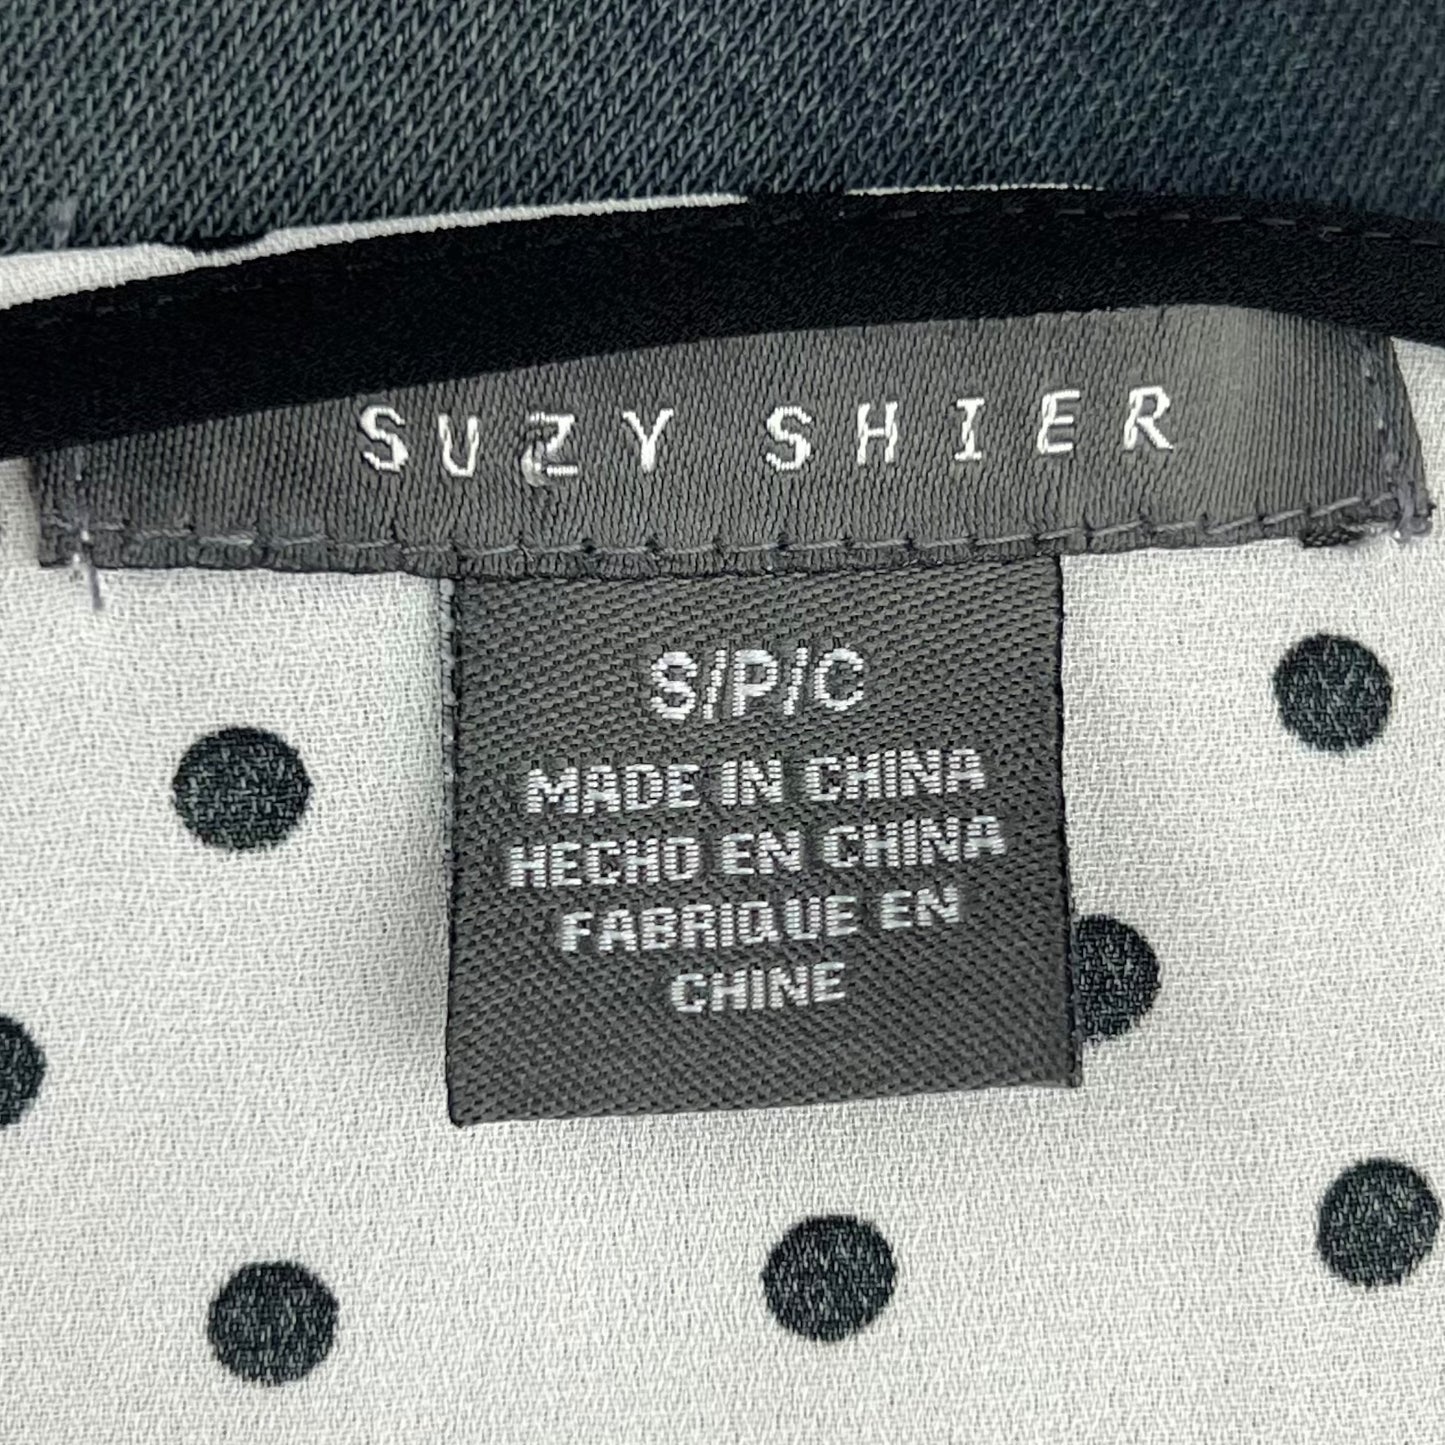 SUZY SHIER
S/P/C
MADE IN CHINA
HECHO EN CHINA
FABRIQUE EN
CHINE